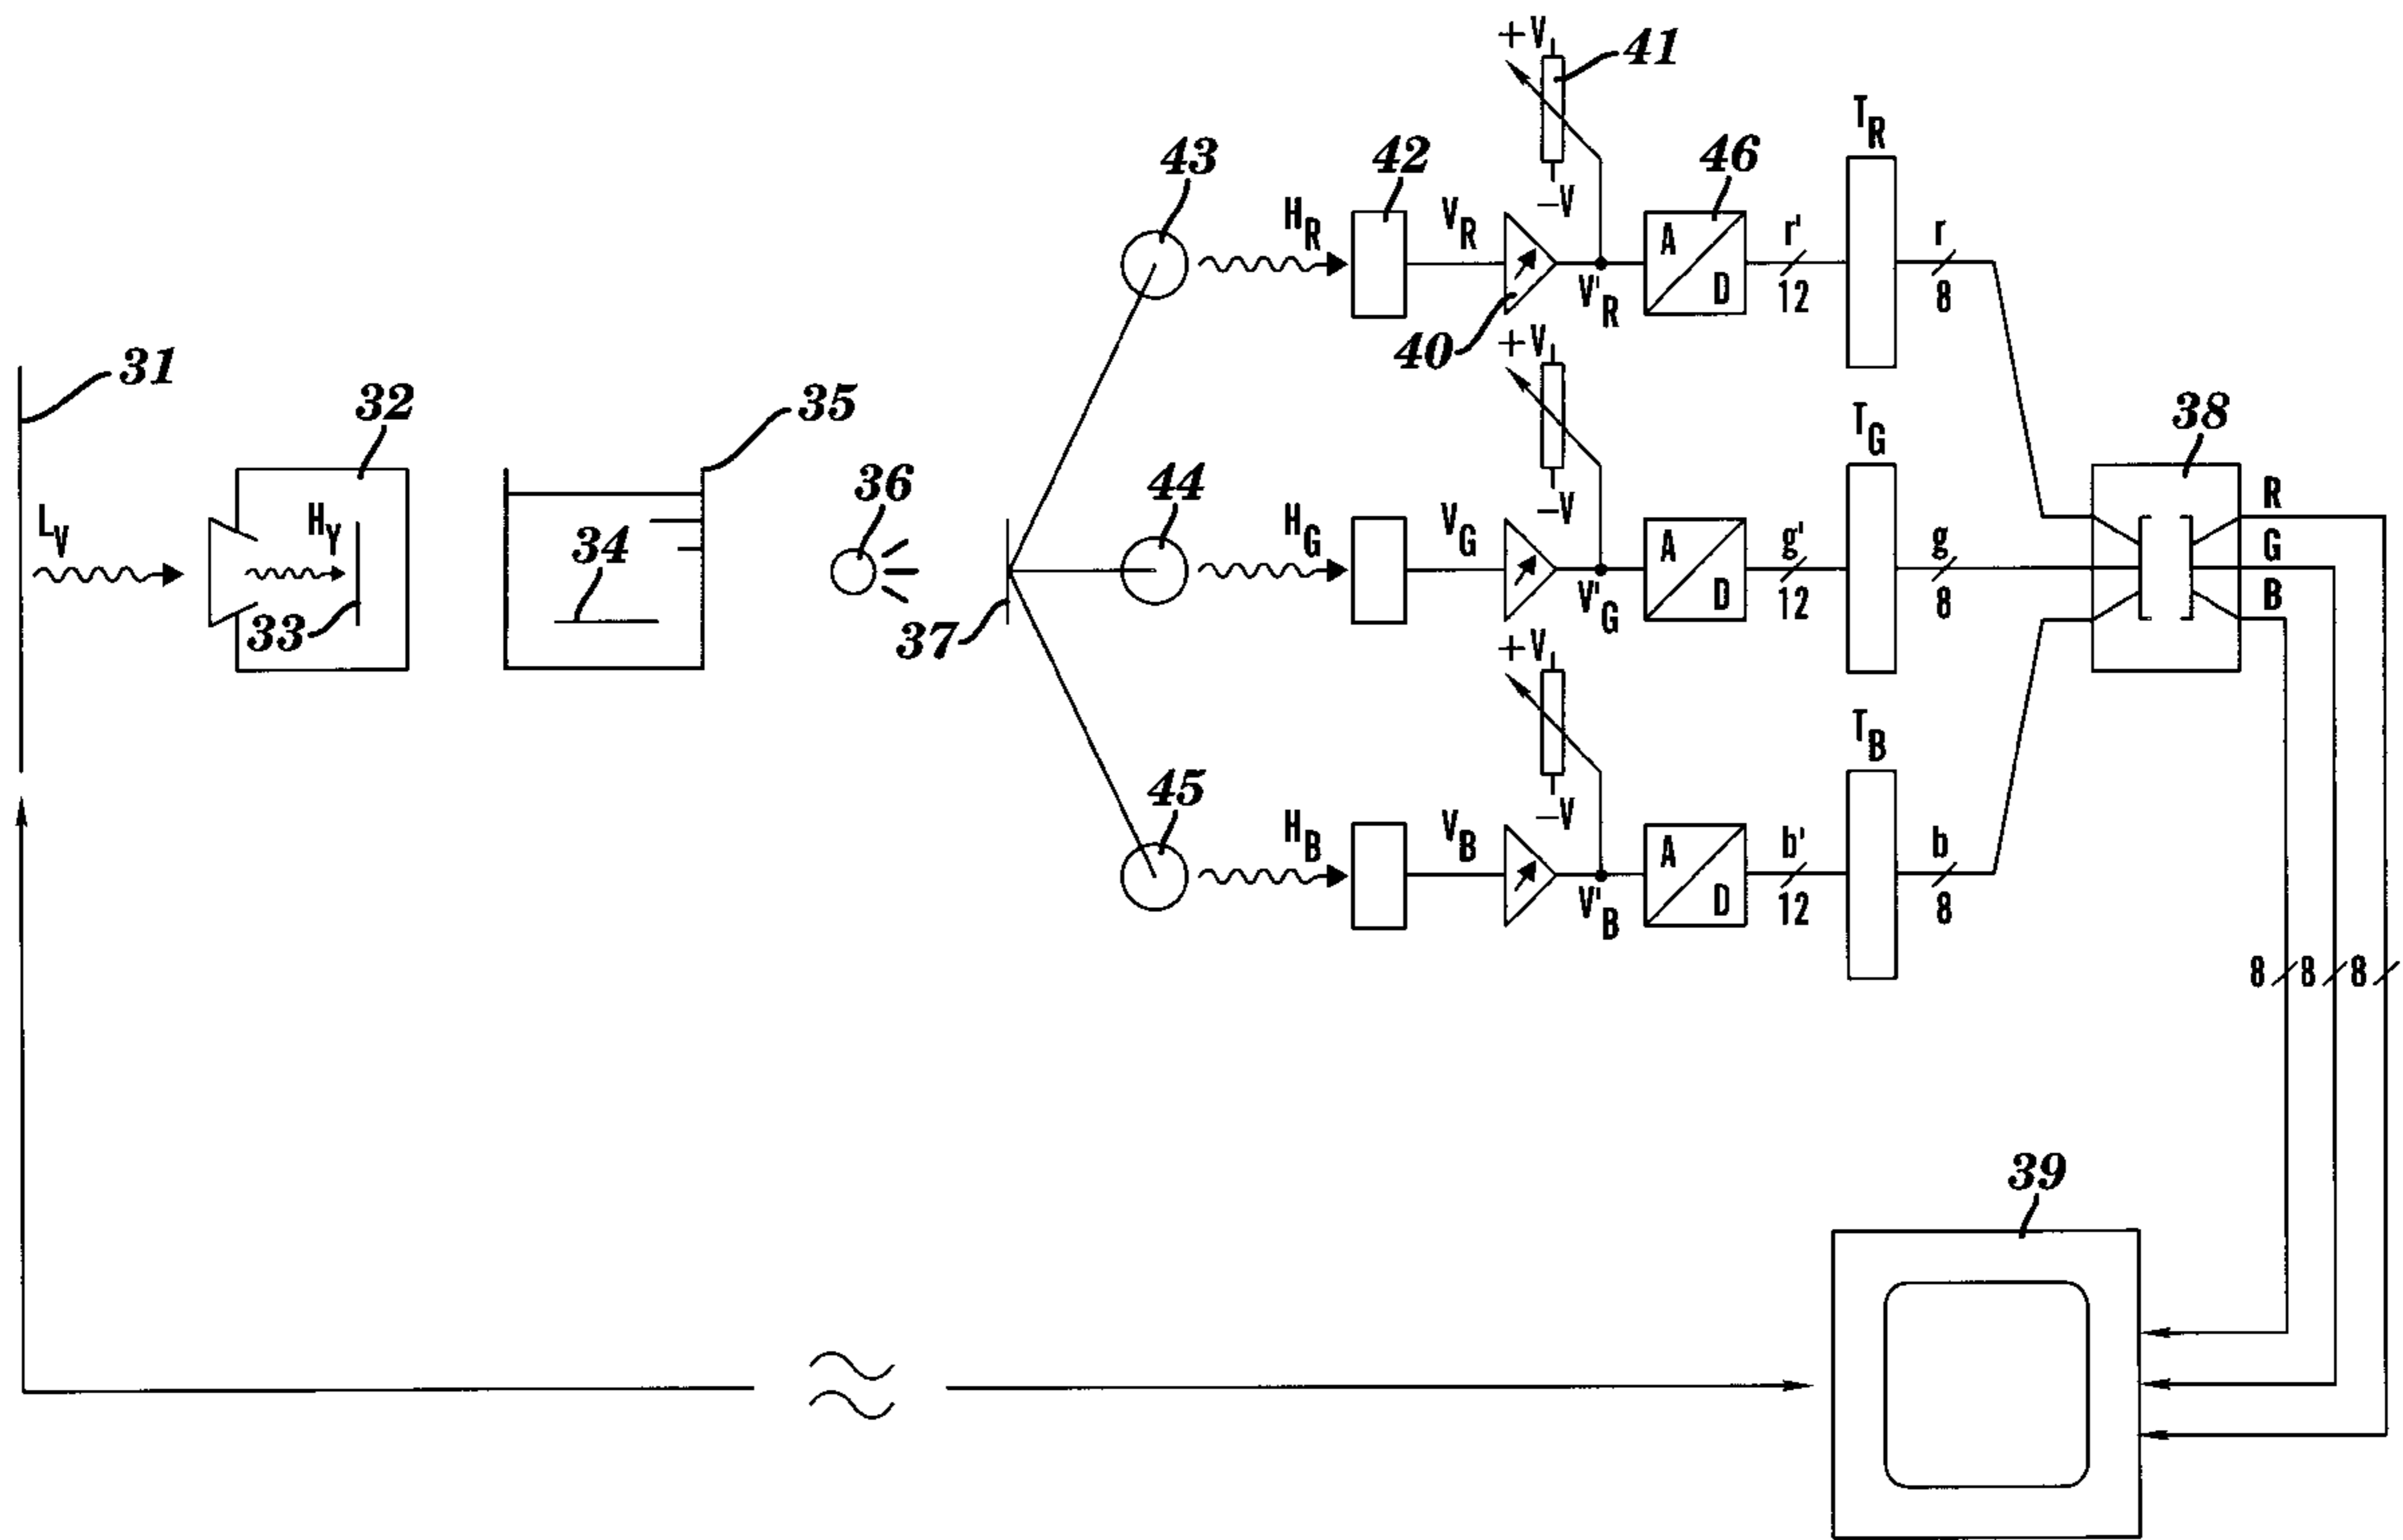 +V
41
−V
T_R
43
42
46
H_R
V_R
A
D
V'_R
r'
12
r
8
40
31
32
35
+V
−V
T_G
38
36
44
L_V
H_Y
34
33
37
H_G
V_G
A
D
V'_G
g'
12
g
8
R
G
B
+V
−V
T_B
45
H_B
V_B
A
D
V'_B
b'
12
b
8
8 8 8
39